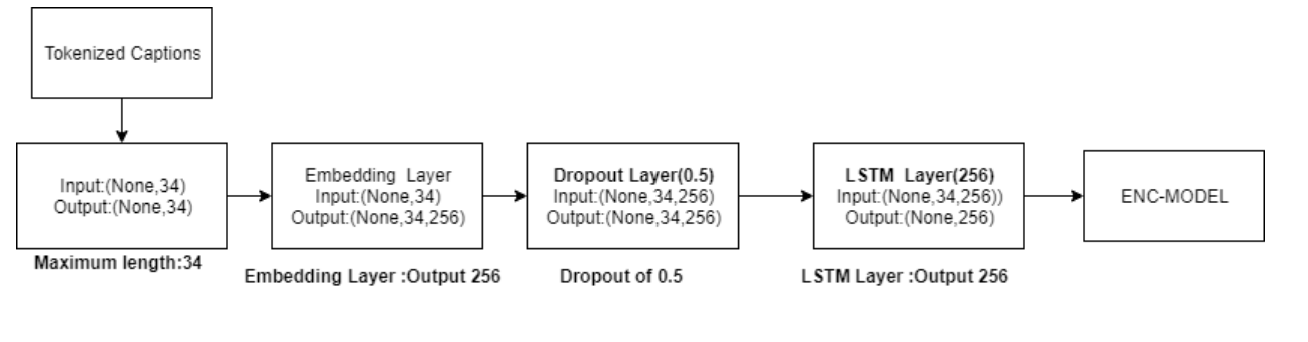 Tokenized Captions
Input:(None,34)
Output:(None,34)
Maximum length:34
Embedding Layer
Input:(None,34)
Output:(None,34,256)
Embedding Layer :Output 256
Dropout Layer(0.5)
Input:(None,34,256)
Output:(None,34,256)
Dropout of 0.5
LSTM Layer(256)
Input:(None,34,256))
Output:(None,256)
LSTM Layer :Output 256
ENC-MODEL